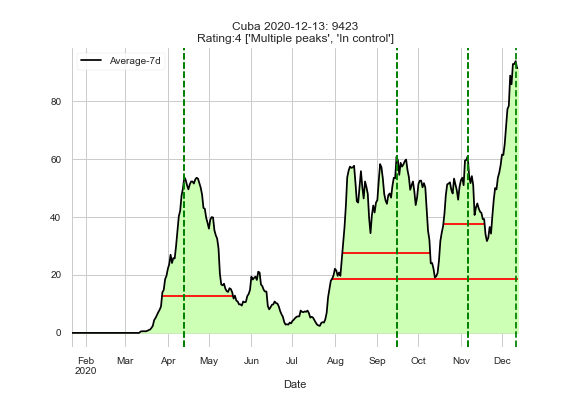 Cuba 2020-12-13: 9423
Rating:4 ['Multiple peaks', 'In control']
Average-7d
80
60
40
20
0
Feb Mar Apr May Jun Jul Aug Sep Oct Nov Dec
2020
Date